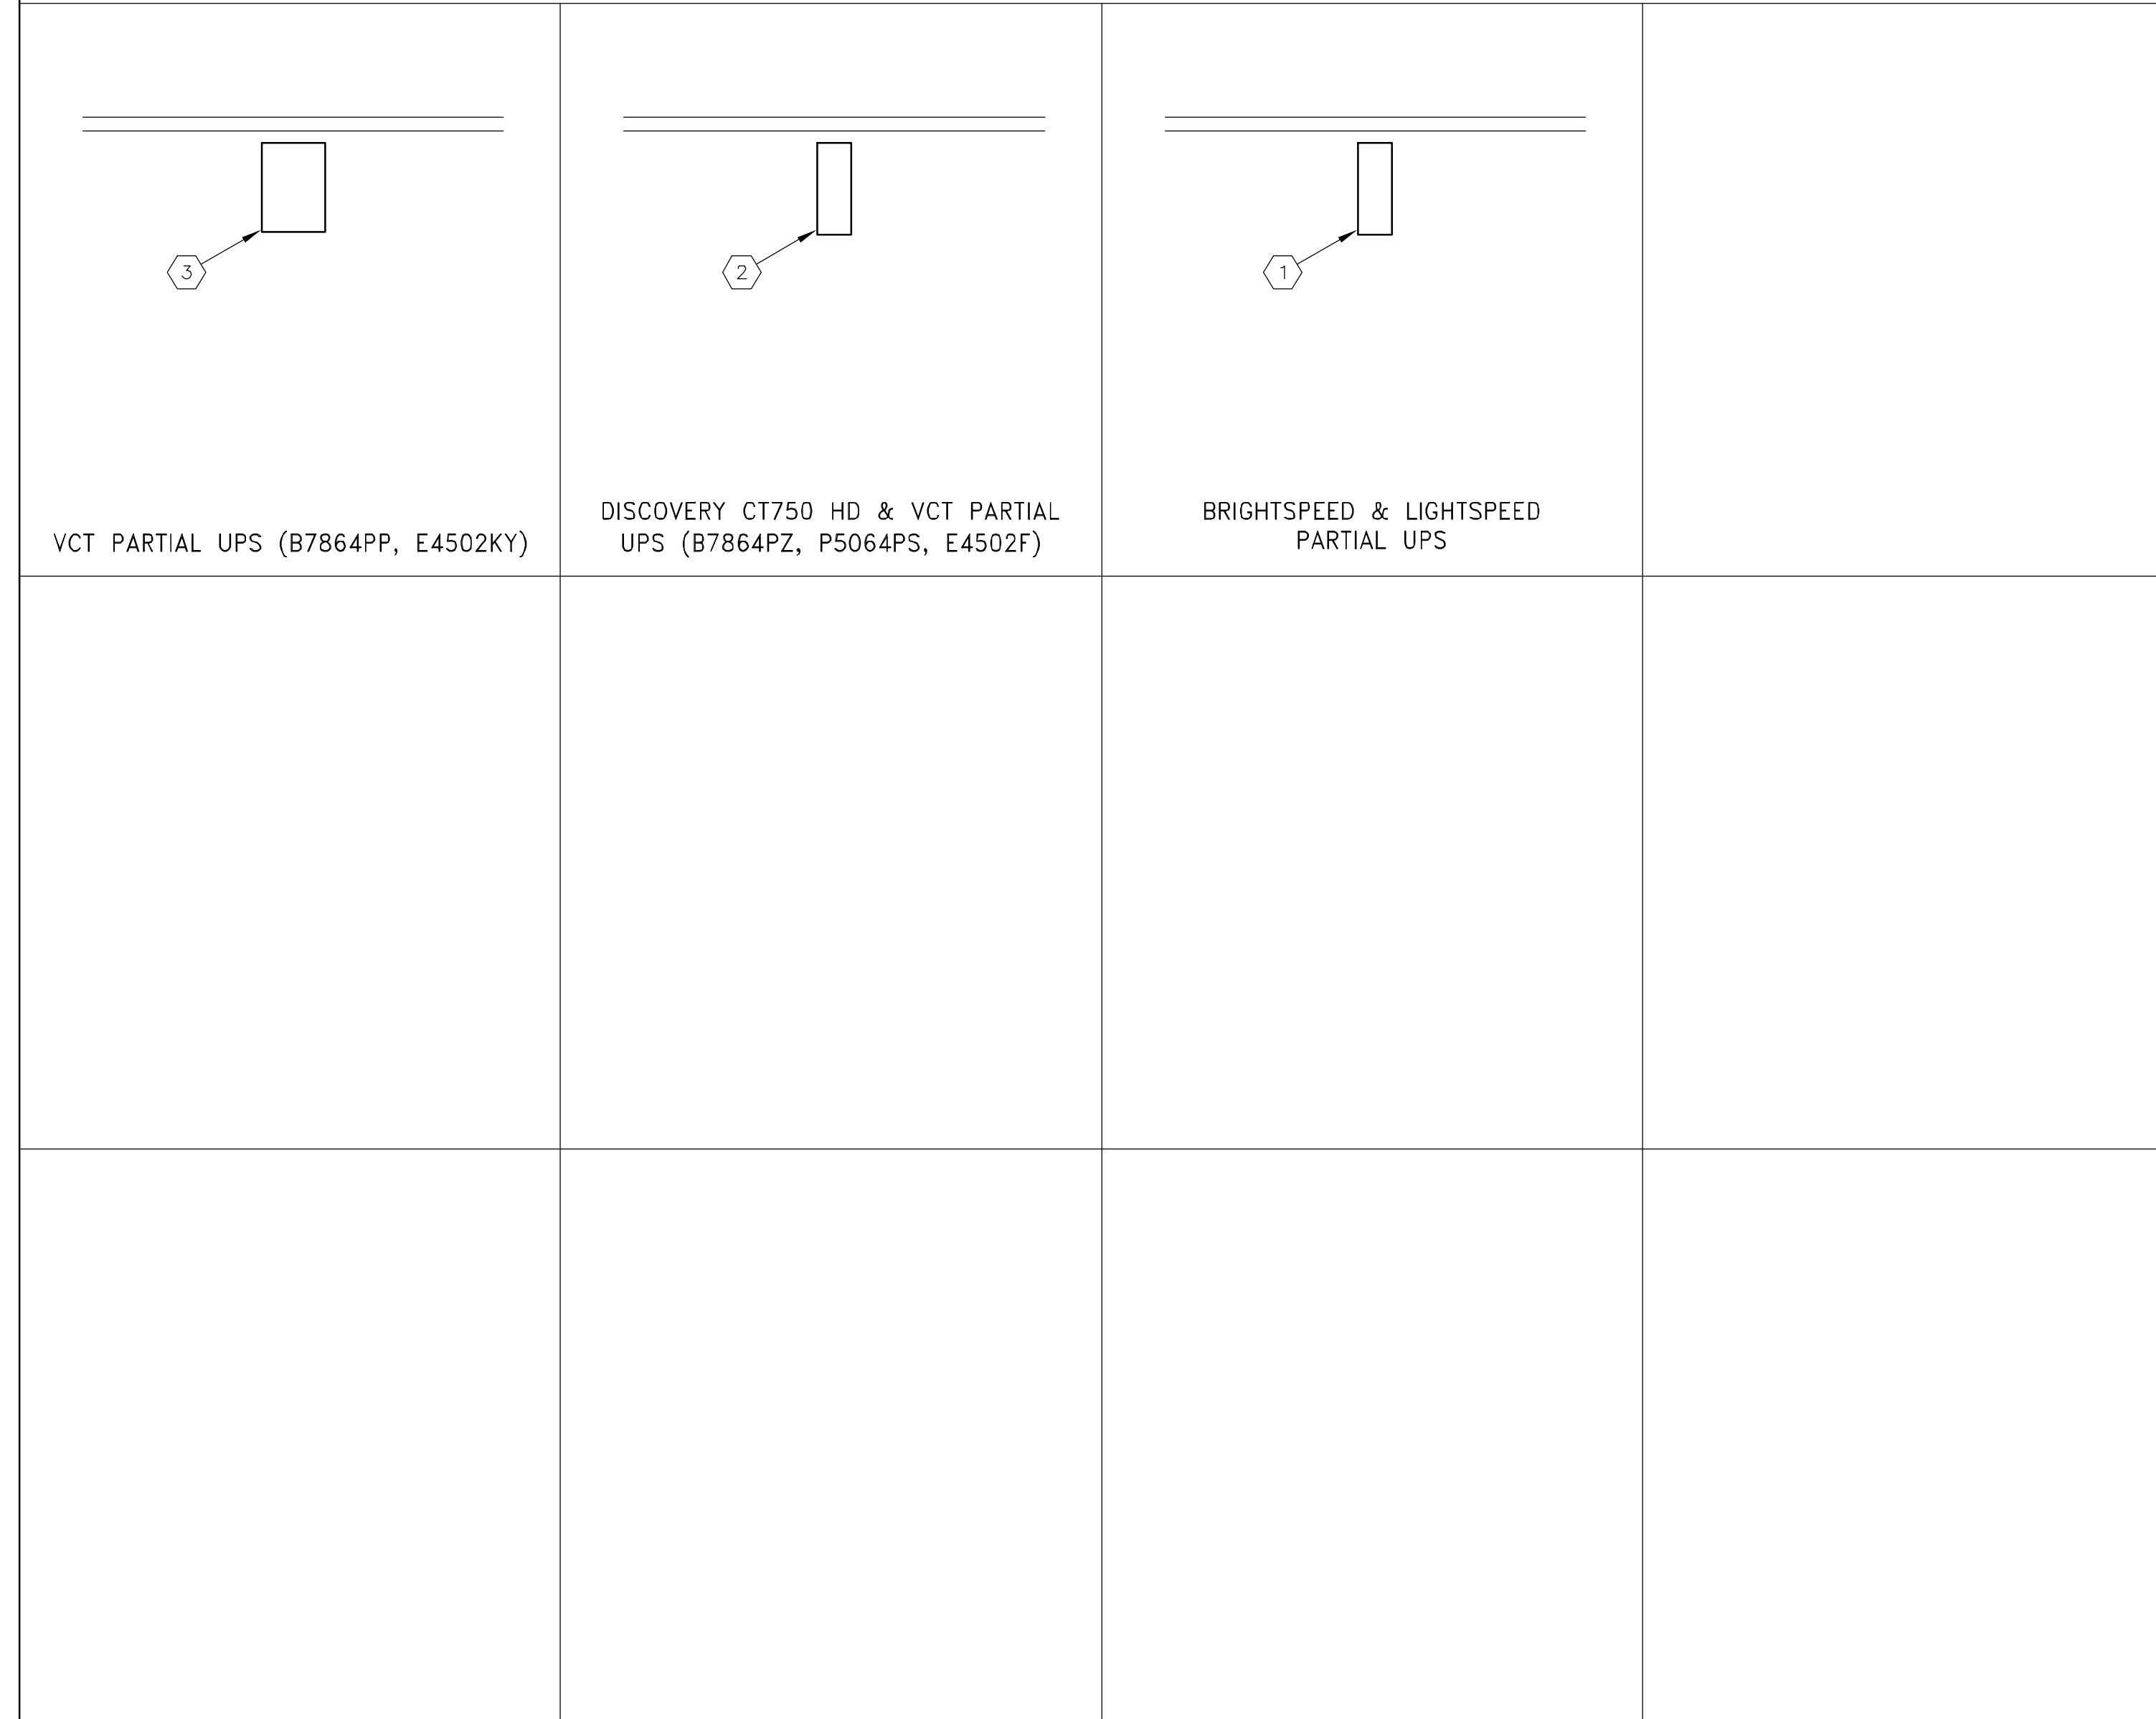 3
VCT PARTIAL UPS (B7864PP, E4502KY)
2
DISCOVERY CT750 HD & VCT PARTIAL
UPS (B7864PZ, P5064PS, E4502F)
1
BRIGHTSPEED & LIGHTSPEED
PARTIAL UPS